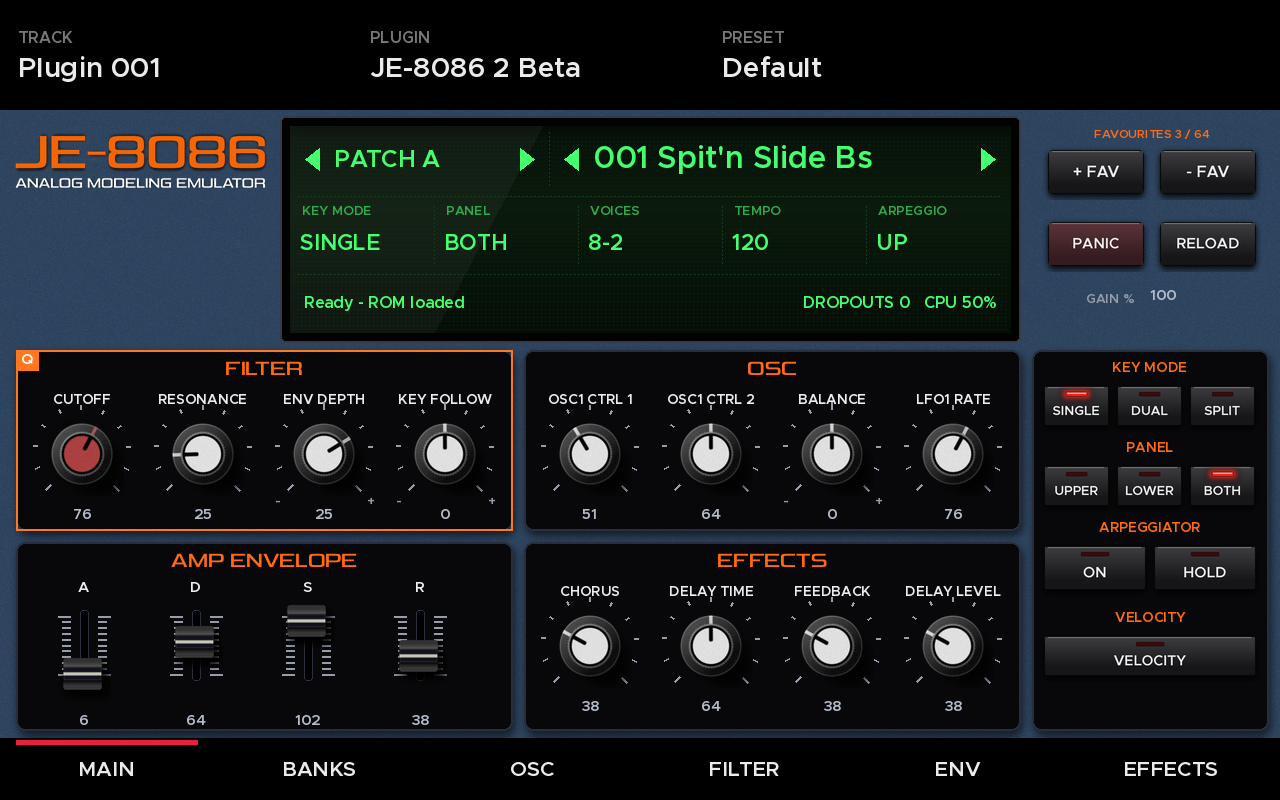 TRACK PLUGIN PRESET
Plugin 001 JE-8086 2 Beta Default
JE-8086
ANALOG MODELING EMULATOR
PATCH A 001 Spit'n Slide Bs
KEY MODE PANEL VOICES TEMPO ARPEGGIO
SINGLE BOTH 8-2 120 UP
Ready - ROM loaded DROPOUTS 0 CPU 50%
FAVOURITES 3 / 64
+ FAV - FAV
PANIC RELOAD
GAIN % 100
Q
FILTER
CUTOFF RESONANCE ENV DEPTH KEY FOLLOW
- + - +
76 25 25 0
OSC
OSC1 CTRL 1 OSC1 CTRL 2 BALANCE LFO1 RATE
- +
51 64 0 76
KEY MODE
SINGLE DUAL SPLIT
PANEL
UPPER LOWER BOTH
ARPEGGIATOR
ON HOLD
VELOCITY
VELOCITY
AMP ENVELOPE
A D S R
6 64 102 38
EFFECTS
CHORUS DELAY TIME FEEDBACK DELAY LEVEL
38 64 38 38
MAIN BANKS OSC FILTER ENV EFFECTS